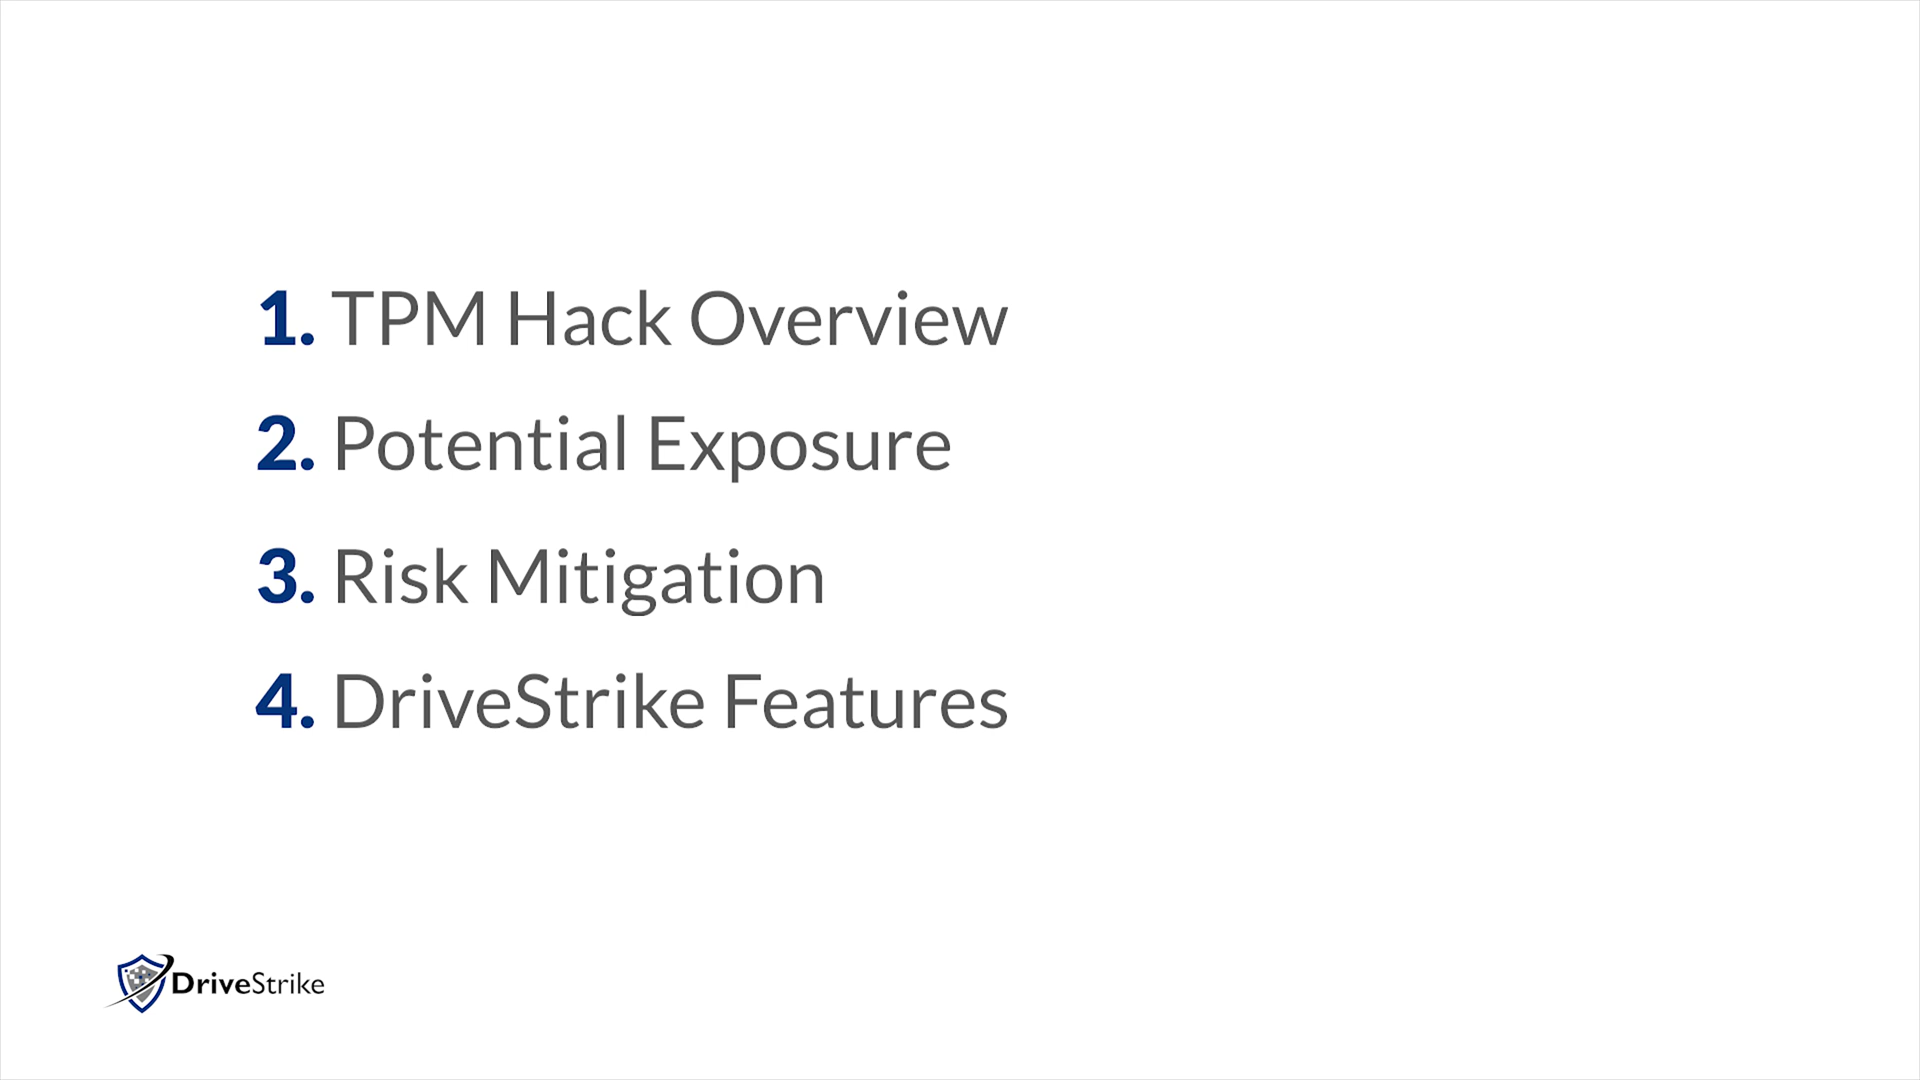 1. TPM Hack Overview
2. Potential Exposure
3. Risk Mitigation
4. DriveStrike Features
DriveStrike